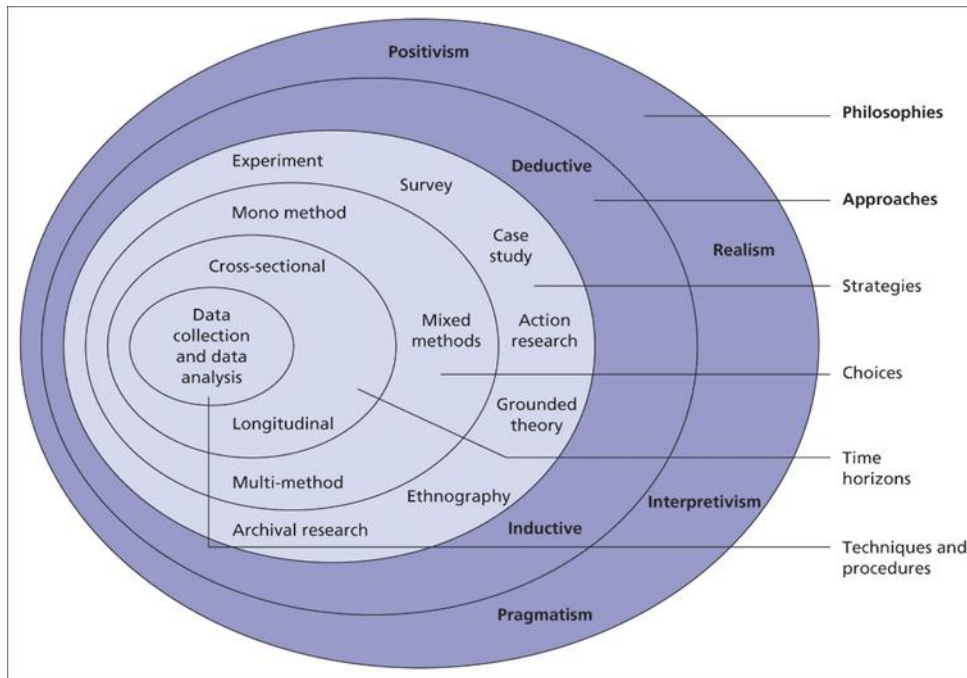 Positivism
Philosophies
Deductive
Experiment
Survey
Approaches
Mono method
Case
study
Realism
Cross-sectional
Strategies
Data
collection
and data
analysis
Mixed
methods
Action
research
Choices
Grounded
theory
Longitudinal
Time
horizons
Multi-method
Ethnography
Interpretivism
Archival research
Inductive
Techniques and
procedures
Pragmatism